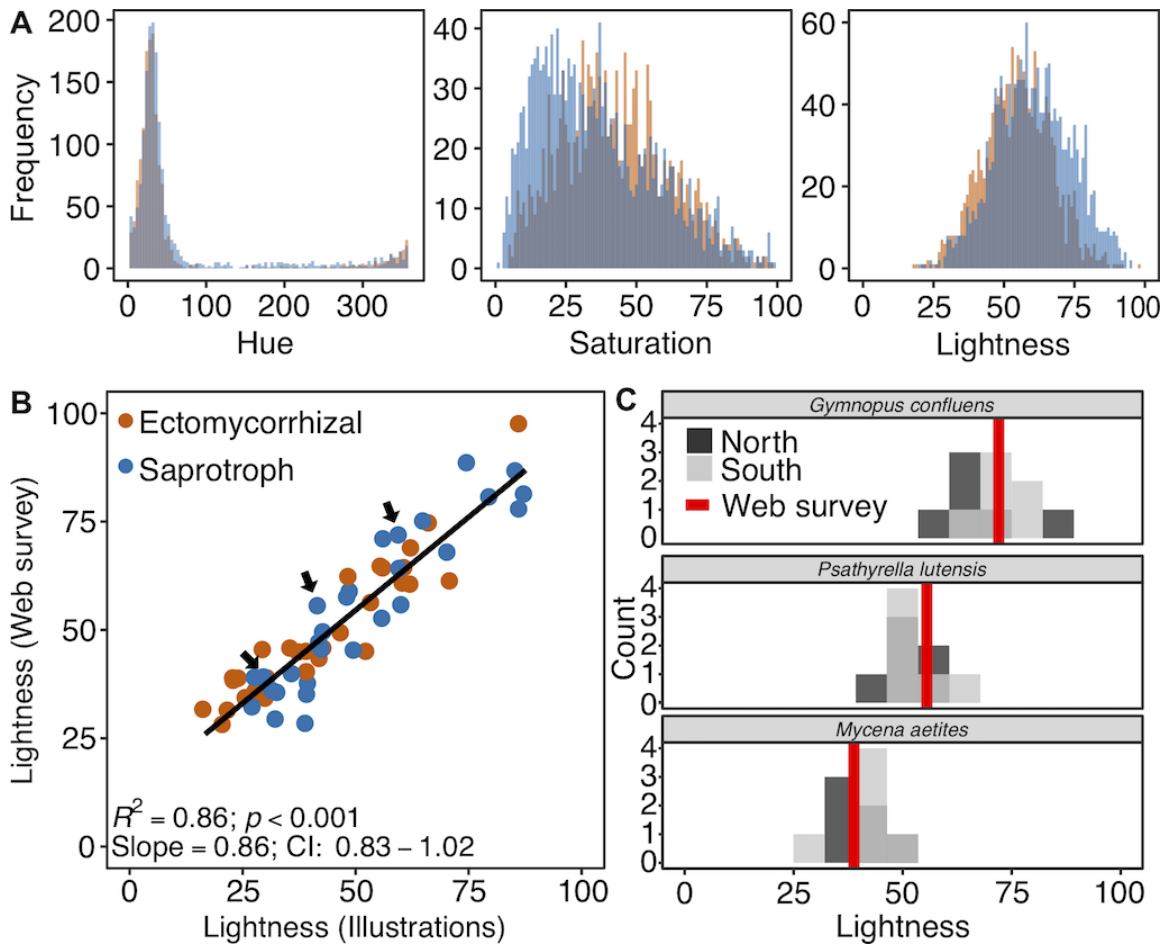 A
Frequency
200
150
100
50
0
0 100 200 300
Hue
40
30
20
10
0
0 25 50 75 100
Saturation
60
40
20
0
0 25 50 75 100
Lightness
B
Lightness (Web survey)
100
75
50
25
0
Ectomycorrhizal
Saprotroph
R² = 0.86; p < 0.001
Slope = 0.86; CI: 0.83 – 1.02
0 25 50 75 100
Lightness (Illustrations)
C
Count
Gymnopus confluens
4
3
2
1
0
North
South
Web survey
Psathyrella lutensis
4
3
2
1
0
Mycena aetites
4
3
2
1
0
0 25 50 75 100
Lightness